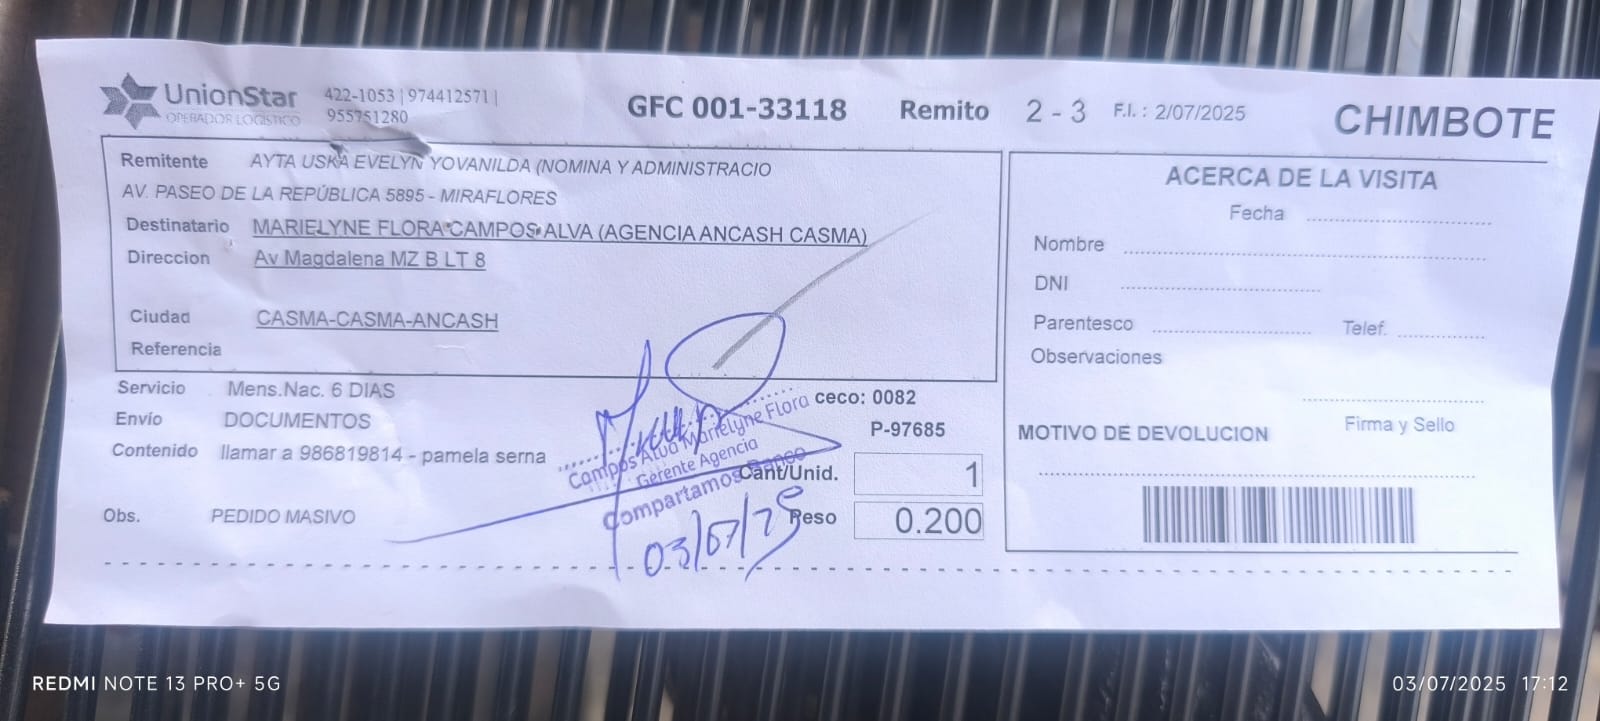 UnionStar
OPERADOR LOGISTICO
422-1053 | 974412571 |
955751280
GFC 001-33118
Remito 2 - 3
F.I. : 2/07/2025
CHIMBOTE
Remitente AYTA USKA EVELYN YOVANILDA (NOMINA Y ADMINISTRACIO
AV. PASEO DE LA REPÚBLICA 5895 - MIRAFLORES
Destinatario MARIELYNE FLORA CAMPOS ALVA (AGENCIA ANCASH CASMA)
Direccion Av Magdalena MZ B LT 8
Ciudad CASMA-CASMA-ANCASH
Referencia
Servicio Mens.Nac. 6 DIAS
Envío DOCUMENTOS
Contenido llamar a 986819814 - pamela serna
Obs. PEDIDO MASIVO
ceco: 0082
P-97685
Cant/Unid. 1
Peso 0.200
Campos Alva Marielyne Flora
Gerente Agencia
Compartamos Banco
03/07/25
ACERCA DE LA VISITA
Fecha
Nombre
DNI
Parentesco Telef.
Observaciones
Firma y Sello
MOTIVO DE DEVOLUCION
REDMI NOTE 13 PRO+ 5G
03/07/2025 17:12